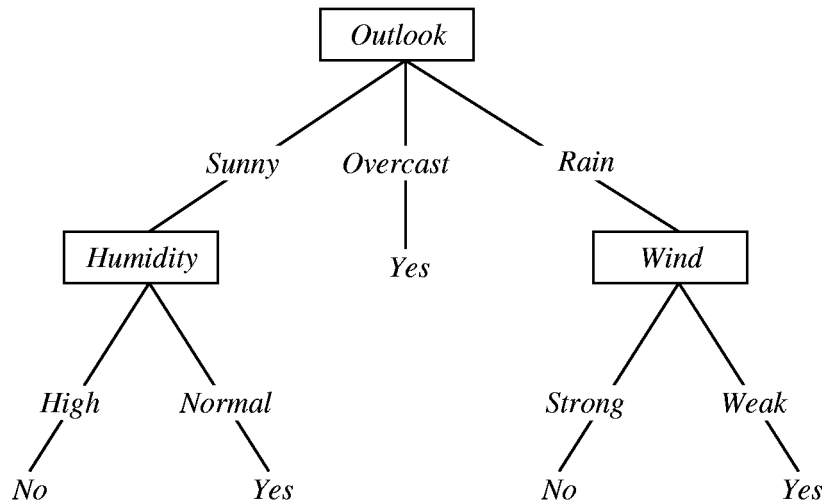 Outlook
Sunny Overcast Rain
Humidity Yes Wind
High Normal Strong Weak
No Yes No Yes